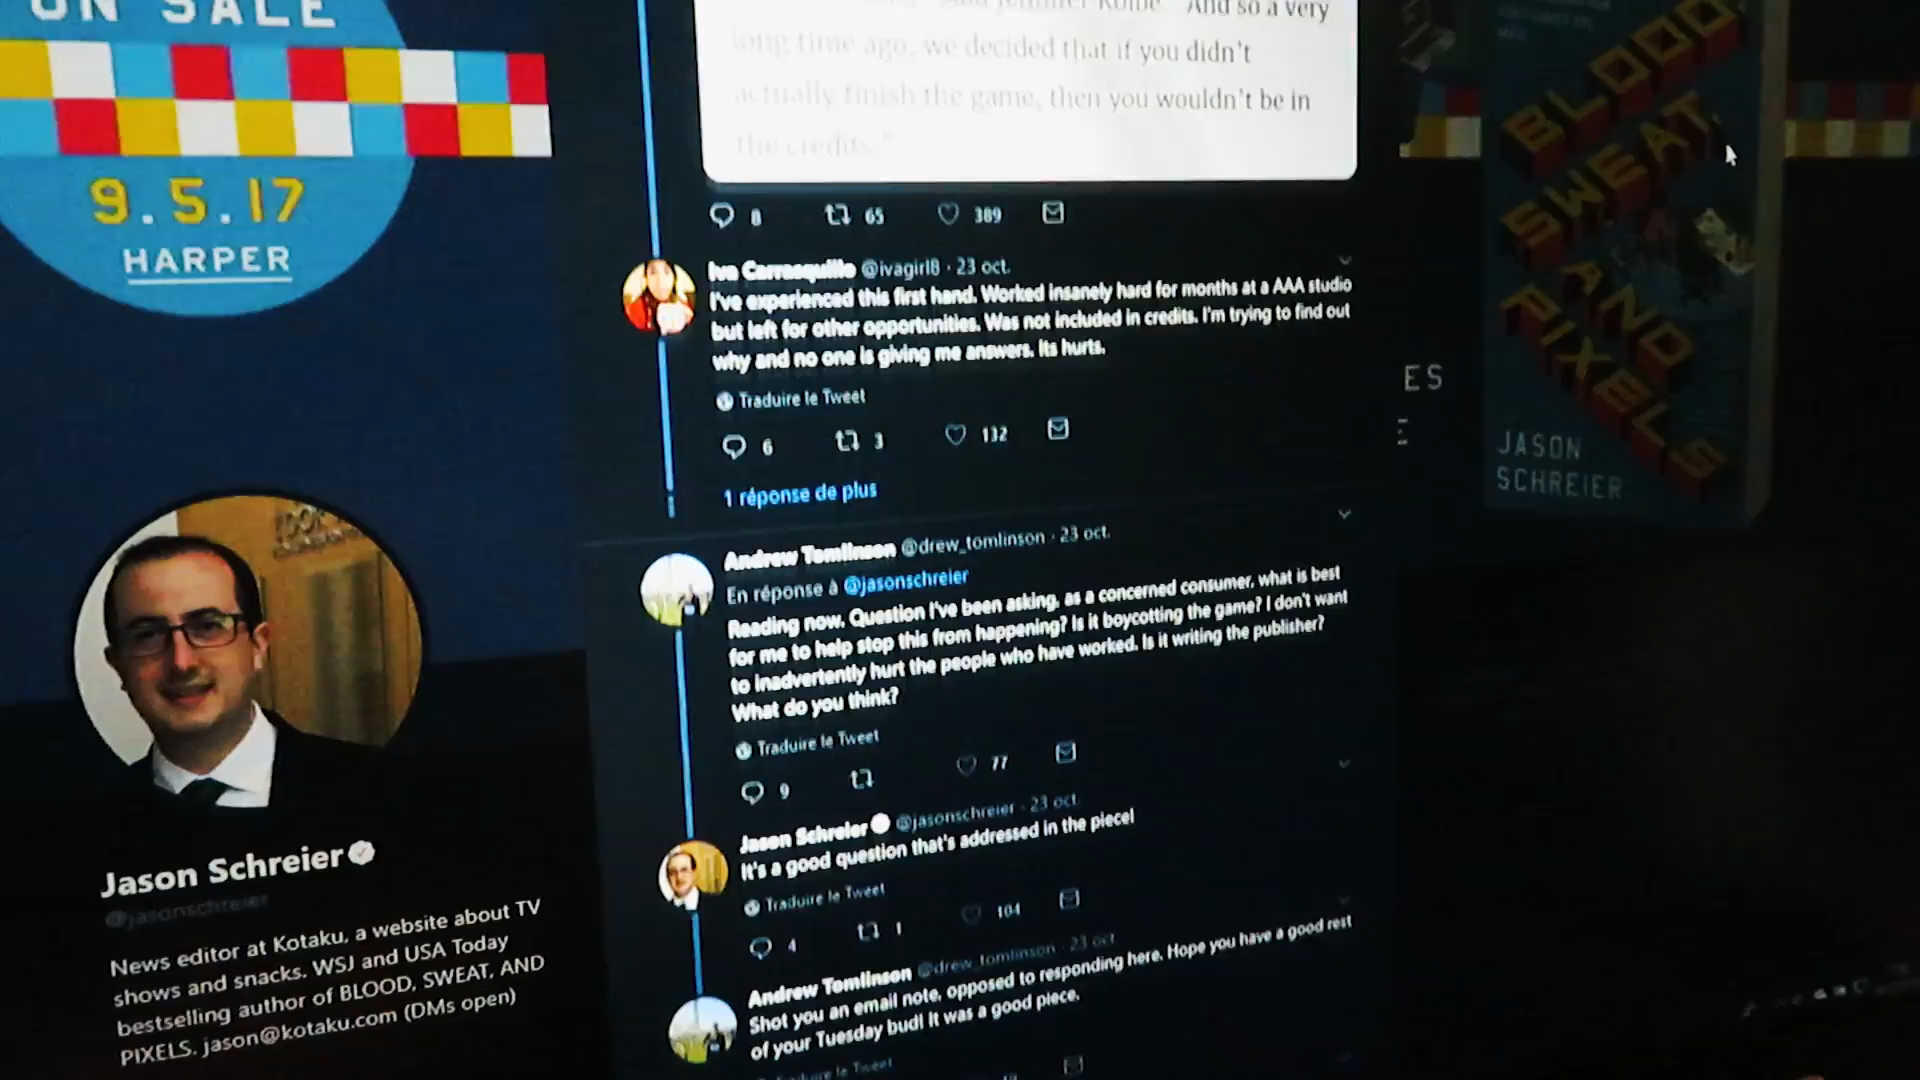 ON SALE
9.5.17
HARPER
Jason Schreier
@jasonschreier
News editor at Kotaku, a website about TV
shows and snacks. WSJ and USA Today
bestselling author of BLOOD, SWEAT, AND
PIXELS. jason@kotaku.com (DMs open)
And so a very
long time ago, we decided that if you didn't
actually finish the game, then you wouldn't be in
the credits."
8 65 389
Iva Carrasquillo @ivagirl8 · 23 oct.
I've experienced this first hand. Worked insanely hard for months at a AAA studio
but left for other opportunities. Was not included in credits. I'm trying to find out
why and no one is giving me answers. Its hurts.
Traduire le Tweet
6 3 132
1 réponse de plus
Andrew Tomlinson @drew_tomlinson · 23 oct.
En réponse à @jasonschreier
Reading now. Question I've been asking, as a concerned consumer, what is best
for me to help stop this from happening? Is it boycotting the game? I don't want
to inadvertently hurt the people who have worked. Is it writing the publisher?
What do you think?
Traduire le Tweet
9 77
Jason Schreier @jasonschreier · 23 oct.
It's a good question that's addressed in the piece!
Traduire le Tweet
4 1 104
Andrew Tomlinson @drew_tomlinson · 23 oct.
Shot you an email note, opposed to responding here. Hope you have a good rest
of your Tuesday bud! It was a good piece.
Traduire le Tweet
ES
E
BLOOD
SWEAT,
AND
PIXELS
JASON
SCHREIER